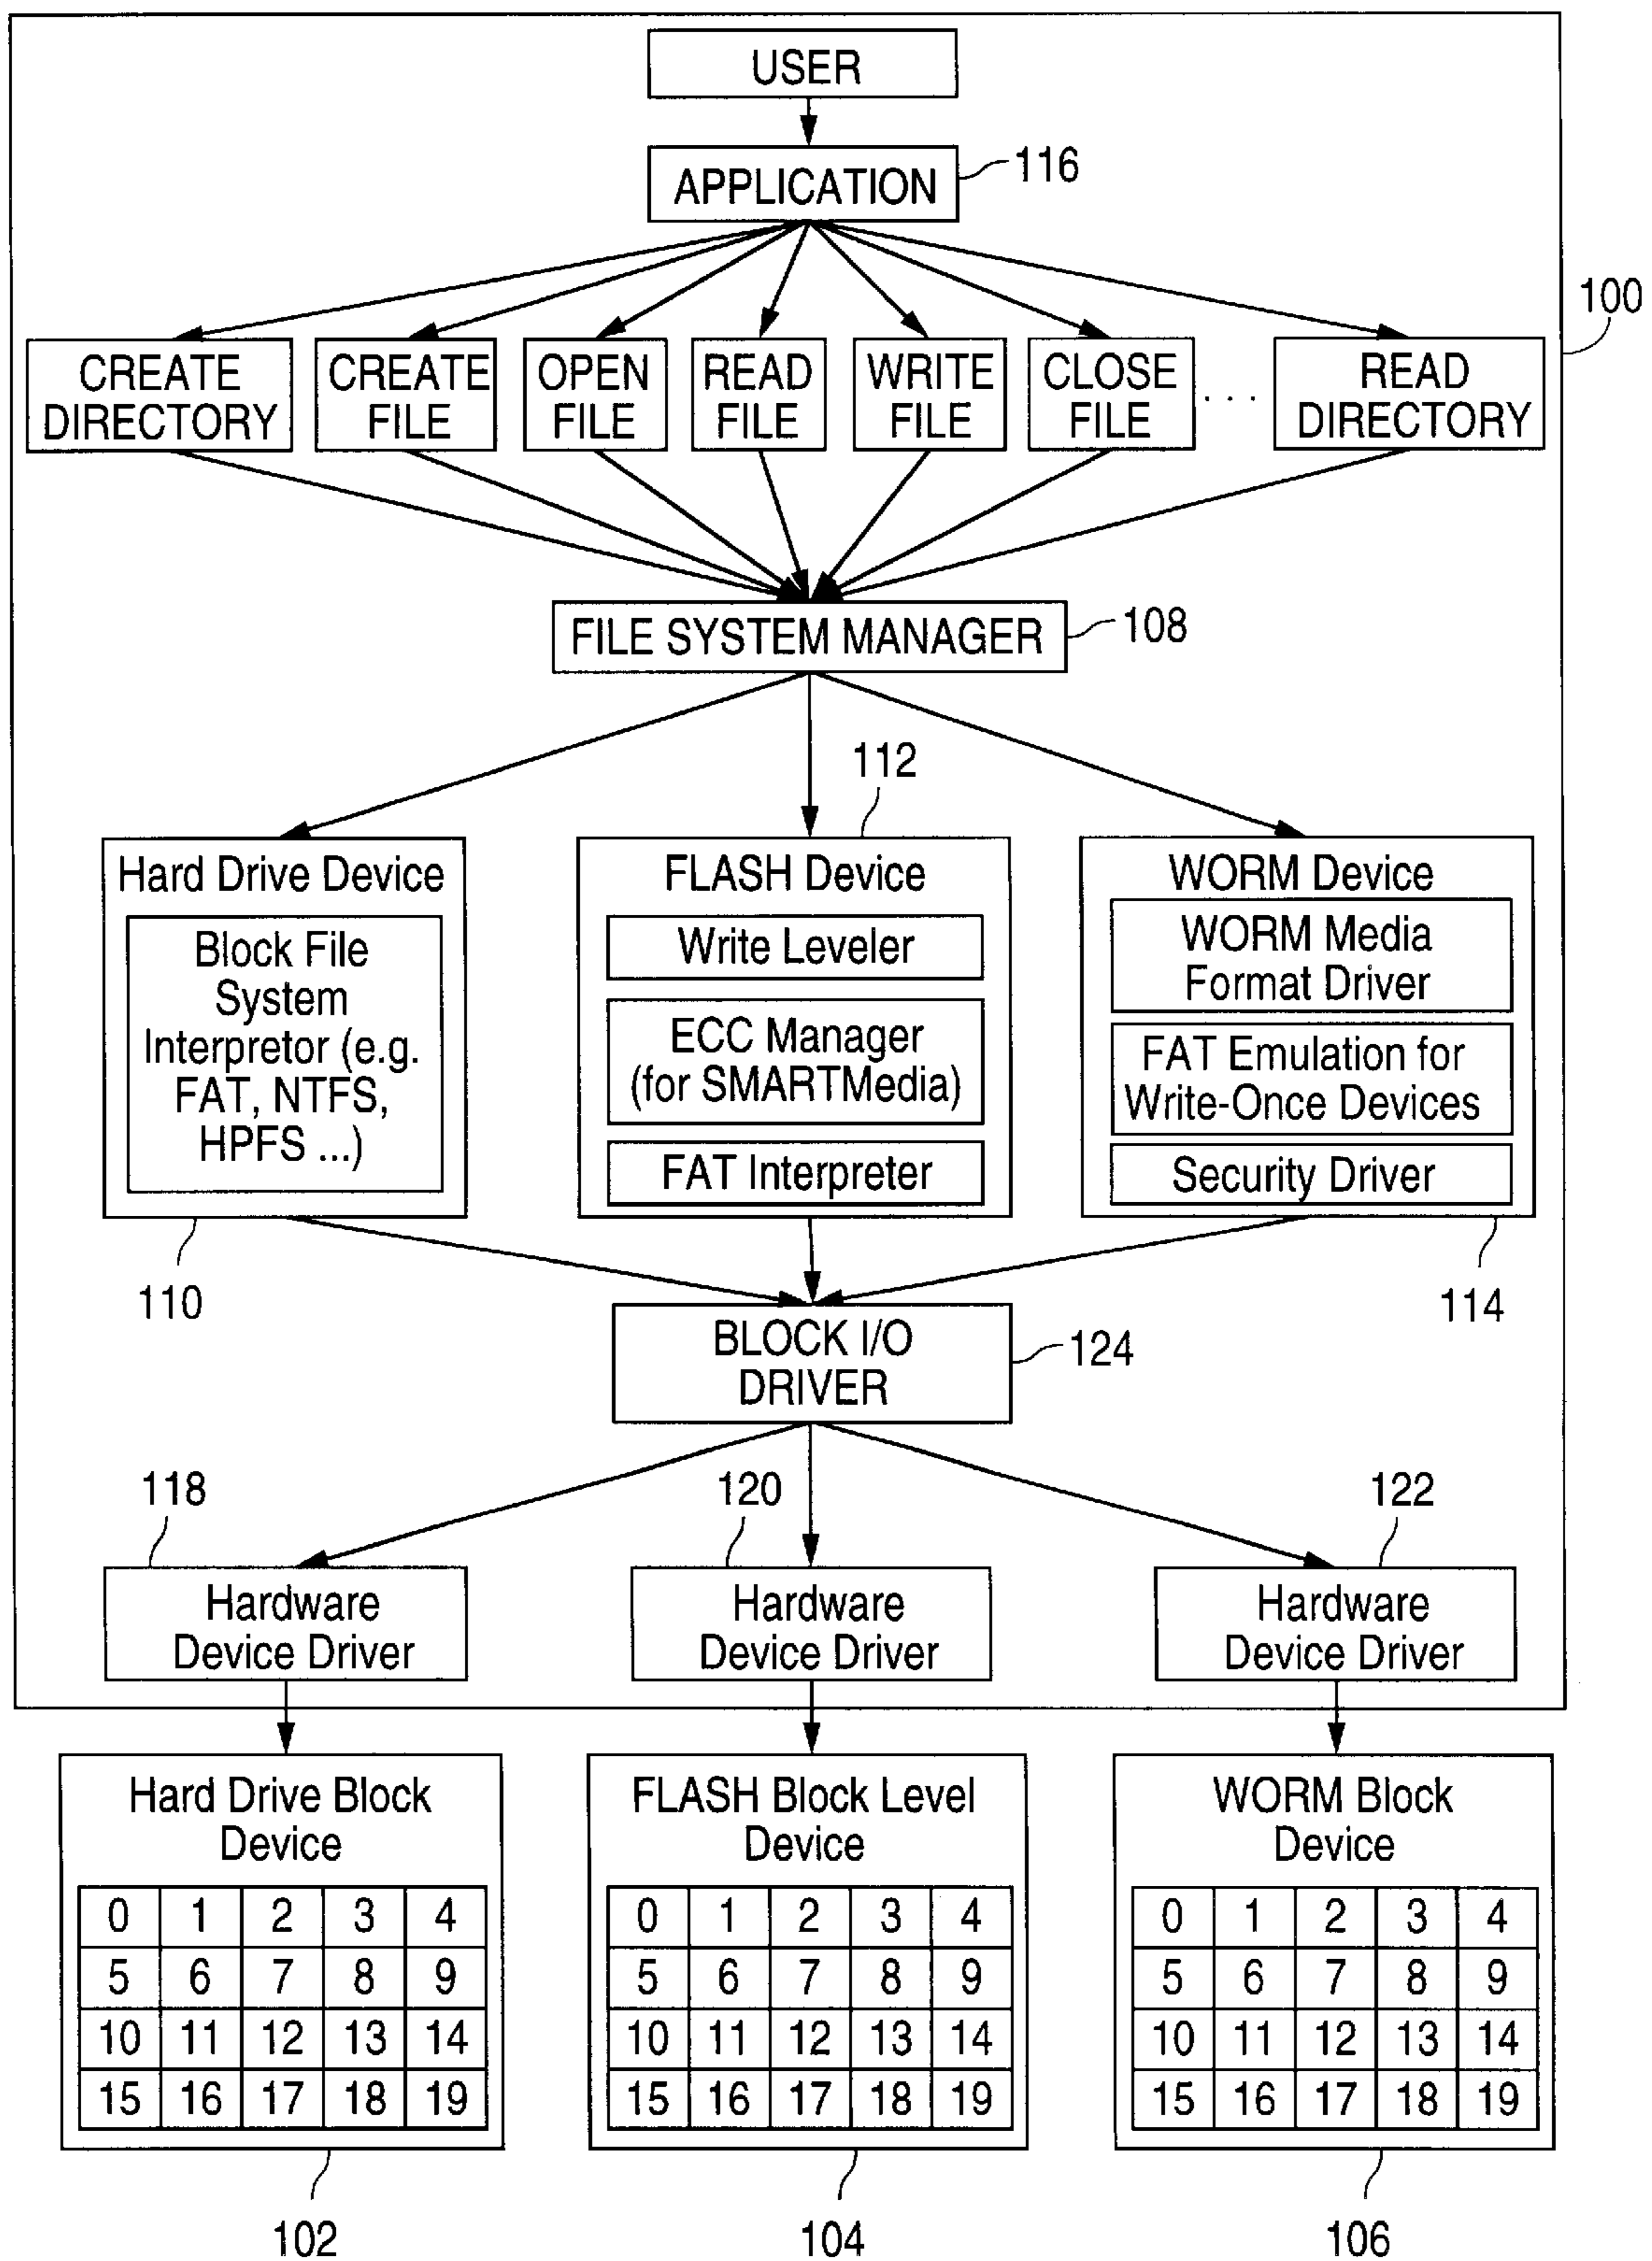 USER
APPLICATION
116
100
CREATE
DIRECTORY
CREATE
FILE
OPEN
FILE
READ
FILE
WRITE
FILE
CLOSE
FILE
. . .
READ
DIRECTORY
FILE SYSTEM MANAGER
108
112
Hard Drive Device
Block File
System
Interpretor (e.g.
FAT, NTFS,
HPFS ...)
FLASH Device
Write Leveler
ECC Manager
(for SMARTMedia)
FAT Interpreter
WORM Device
WORM Media
Format Driver
FAT Emulation for
Write-Once Devices
Security Driver
110
114
BLOCK I/O
DRIVER
124
118
120
122
Hardware
Device Driver
Hardware
Device Driver
Hardware
Device Driver
Hard Drive Block
Device
0 1 2 3 4
5 6 7 8 9
10 11 12 13 14
15 16 17 18 19
FLASH Block Level
Device
0 1 2 3 4
5 6 7 8 9
10 11 12 13 14
15 16 17 18 19
WORM Block
Device
0 1 2 3 4
5 6 7 8 9
10 11 12 13 14
15 16 17 18 19
102
104
106